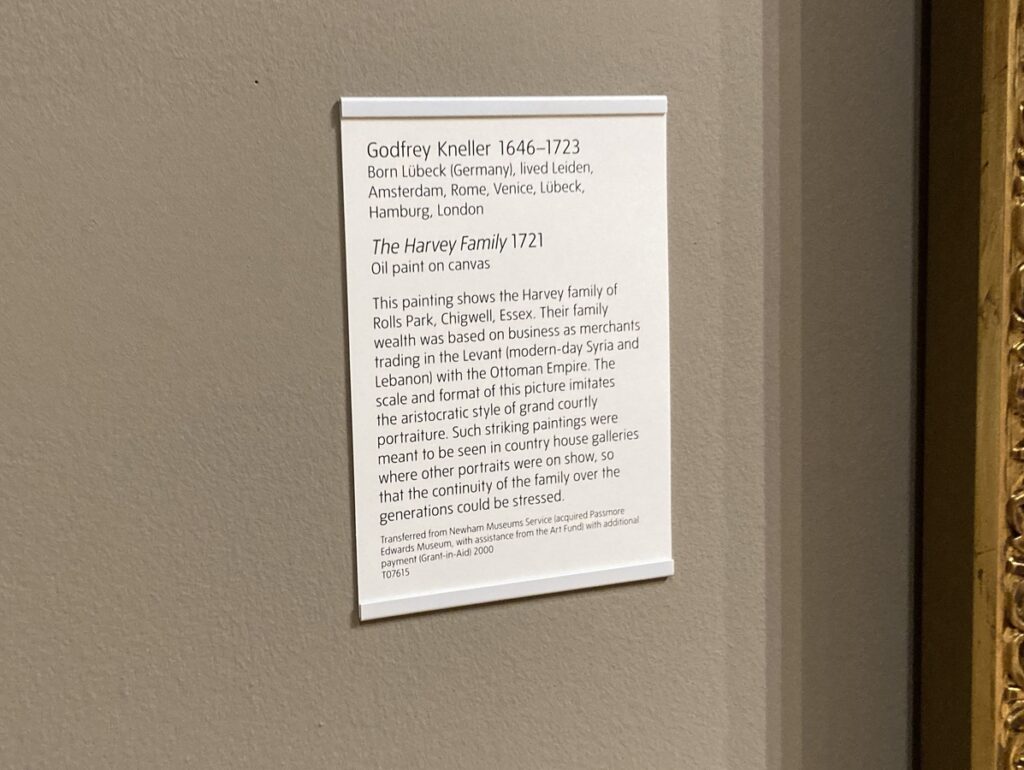 Godfrey Kneller 1646–1723
Born Lübeck (Germany), lived Leiden,
Amsterdam, Rome, Venice, Lübeck,
Hamburg, London
The Harvey Family 1721
Oil paint on canvas
This painting shows the Harvey family of
Rolls Park, Chigwell, Essex. Their family
wealth was based on business as merchants
trading in the Levant (modern-day Syria and
Lebanon) with the Ottoman Empire. The
scale and format of this picture imitates
the aristocratic style of grand courtly
portraiture. Such striking paintings were
meant to be seen in country house galleries
where other portraits were on show, so
that the continuity of the family over the
generations could be stressed.
Transferred from Newham Museums Service (acquired Passmore
Edwards Museum, with assistance from the Art Fund) with additional
payment (Grant-in-Aid) 2000
T07615